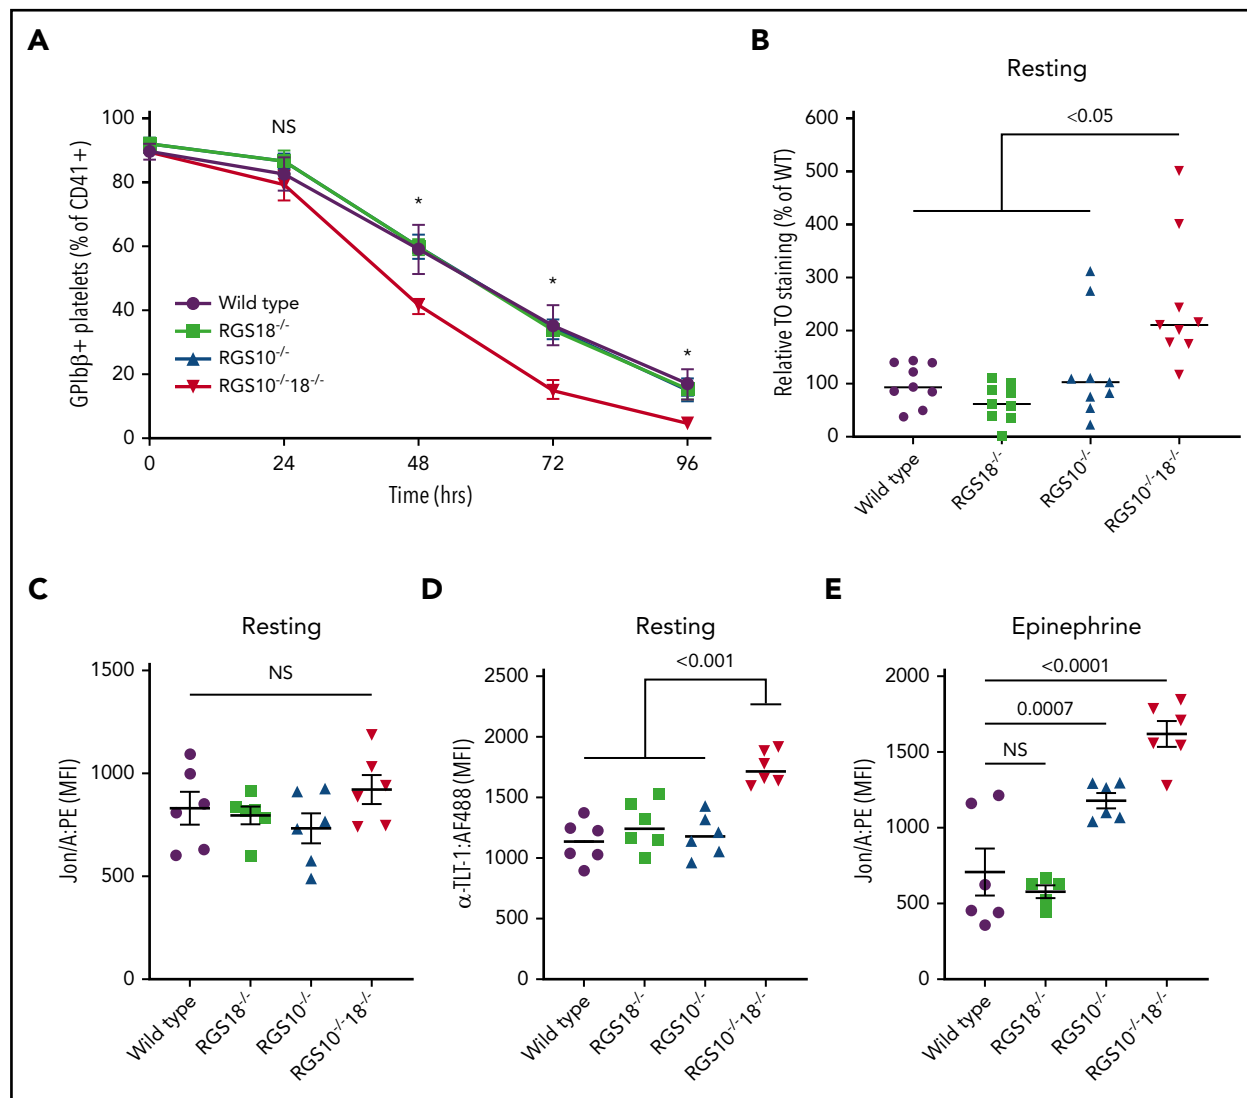 A
GPIbβ+ platelets (% of CD41+)
100
80
60
40
20
0
NS
*
*
*
Wild type
RGS18-/-
RGS10-/-
RGS10-/-18-/-
0 24 48 72 96
Time (hrs)
B
Resting
<0.05
Relative TO staining (% of WT)
600
500
400
300
200
100
0
Wild type
RGS18-/-
RGS10-/-
RGS10-/-18-/-
C
Resting
NS
Jon/A:PE (MFI)
1500
1000
500
0
Wild type
RGS18-/-
RGS10-/-
RGS10-/-18-/-
D
Resting
<0.001
α-TLT-1:AF488 (MFI)
2500
2000
1500
1000
500
0
Wild type
RGS18-/-
RGS10-/-
RGS10-/-18-/-
E
Epinephrine
<0.0001
0.0007
NS
Jon/A:PE (MFI)
2000
1500
1000
500
0
Wild type
RGS18-/-
RGS10-/-
RGS10-/-18-/-